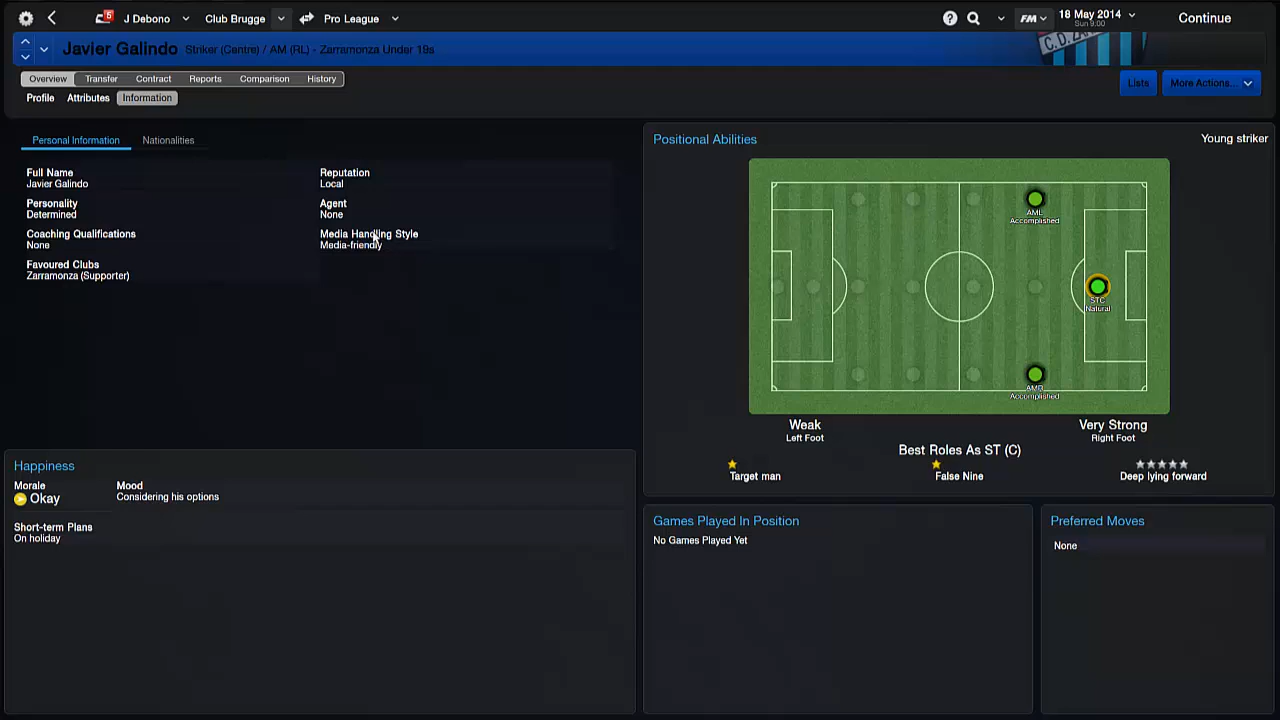 5 J Debono Club Brugge Pro League FM 18 May 2014 Sun 9:00 Continue
Javier Galindo Striker (Centre) / AM (RL) - Zarramonza Under 18s
C.D. ZA
Overview Transfer Contract Reports Comparison History
Lists More Actions...
Profile Attributes Information
Personal Information Nationalities
Full Name
Javier Galindo
Reputation
Local
Personality
Determined
Agent
None
Coaching Qualifications
None
Media Handling Style
Media-friendly
Favoured Clubs
Zarramonza (Supporter)
Positional Abilities Young striker
AML
Accomplished
STC
Natural
AMR
Accomplished
Weak
Left Foot
Very Strong
Right Foot
Best Roles As ST (C)
Target man False Nine Deep lying forward
Happiness
Morale
Okay
Mood
Considering his options
Short-term Plans
On holiday
Games Played In Position
No Games Played Yet
Preferred Moves
None